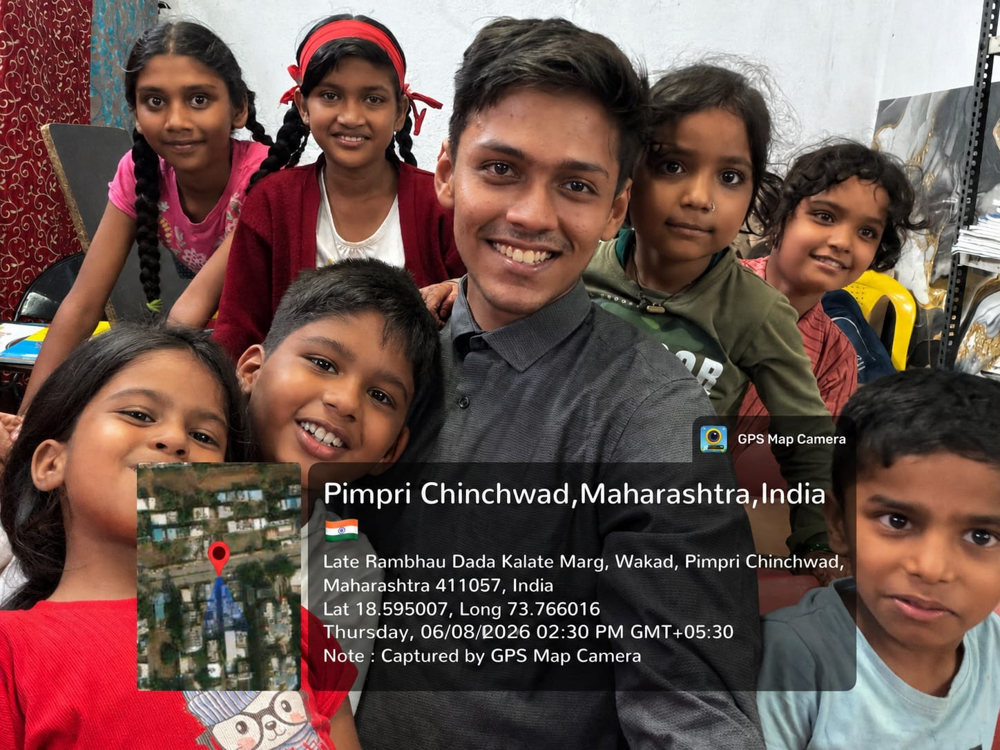 OR
GPS Map Camera
Pimpri Chinchwad,Maharashtra,India
Late Rambhau Dada Kalate Marg, Wakad, Pimpri Chinchwad,
Maharashtra 411057, India
Lat 18.595007, Long 73.766016
Thursday, 06/08/2026 02:30 PM GMT+05:30
Note : Captured by GPS Map Camera